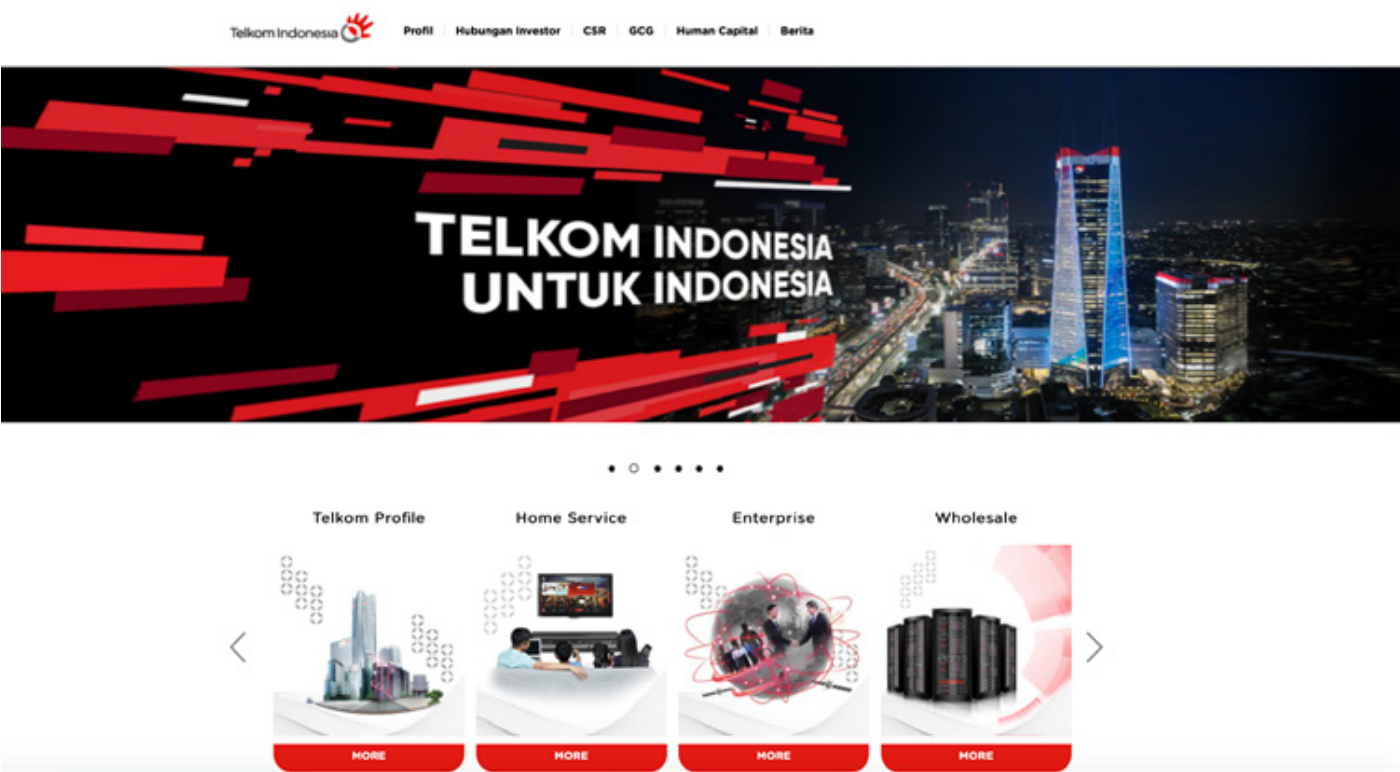 Telkom Indonesia
Profil Hubungan Investor CSR GCG Human Capital Berita
TELKOM INDONESIA
UNTUK INDONESIA
Telkom Profile Home Service Enterprise Wholesale
MORE MORE MORE MORE